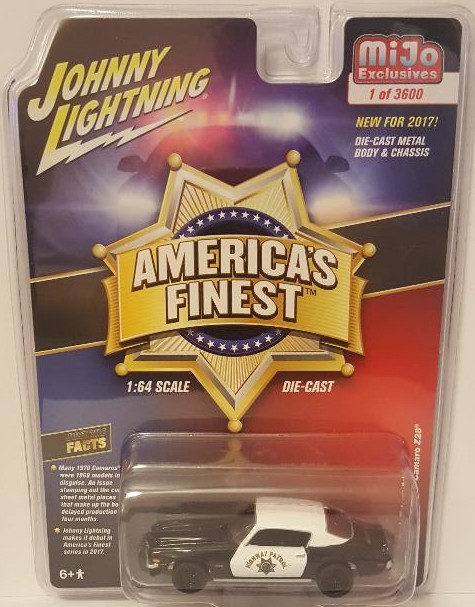 JOHNNY
LIGHTNING
MiJo
Exclusives
1 of 3600
NEW FOR 2017!
DIE-CAST METAL
BODY & CHASSIS
AMERICA'S
FINEST™
1:64 SCALE
DIE-CAST
FACTS
Many 1970 Camaros
were 1969 models in
disguise. An issue
stamping out the
sheet metal pieces
that make up the
delayed production
four months.
Johnny Lightning
makes it debut in
America's Finest
series in 2017.
6+
Camaro Z28®
HIGHWAY PATROL